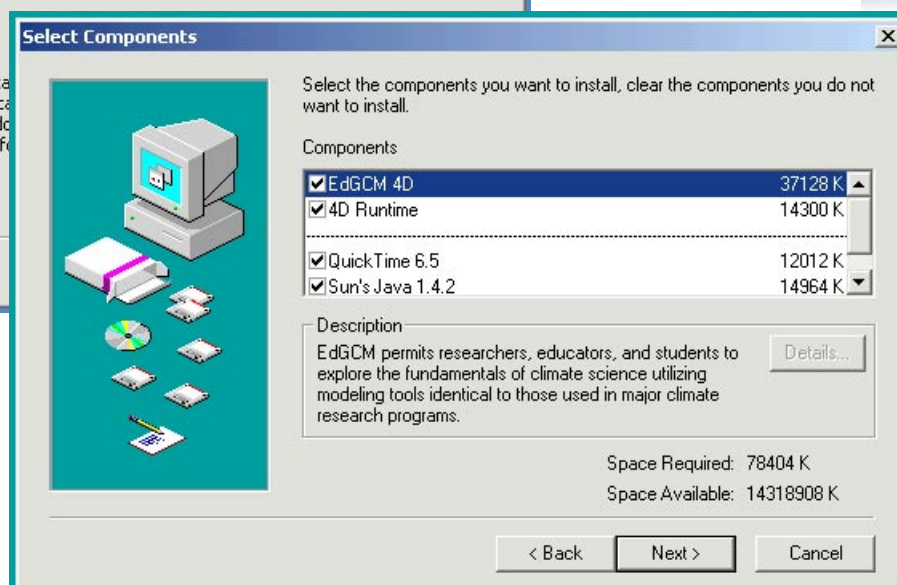 Select Components
Select the components you want to install, clear the components you do not
want to install.
Components
EdGCM 4D 37128 K
4D Runtime 14300 K
QuickTime 6.5 12012 K
Sun's Java 1.4.2 14964 K
Description
EdGCM permits researchers, educators, and students to
explore the fundamentals of climate science utilizing
modeling tools identical to those used in major climate
research programs.
Details...
Space Required: 78404 K
Space Available: 14318908 K
< Back Next > Cancel